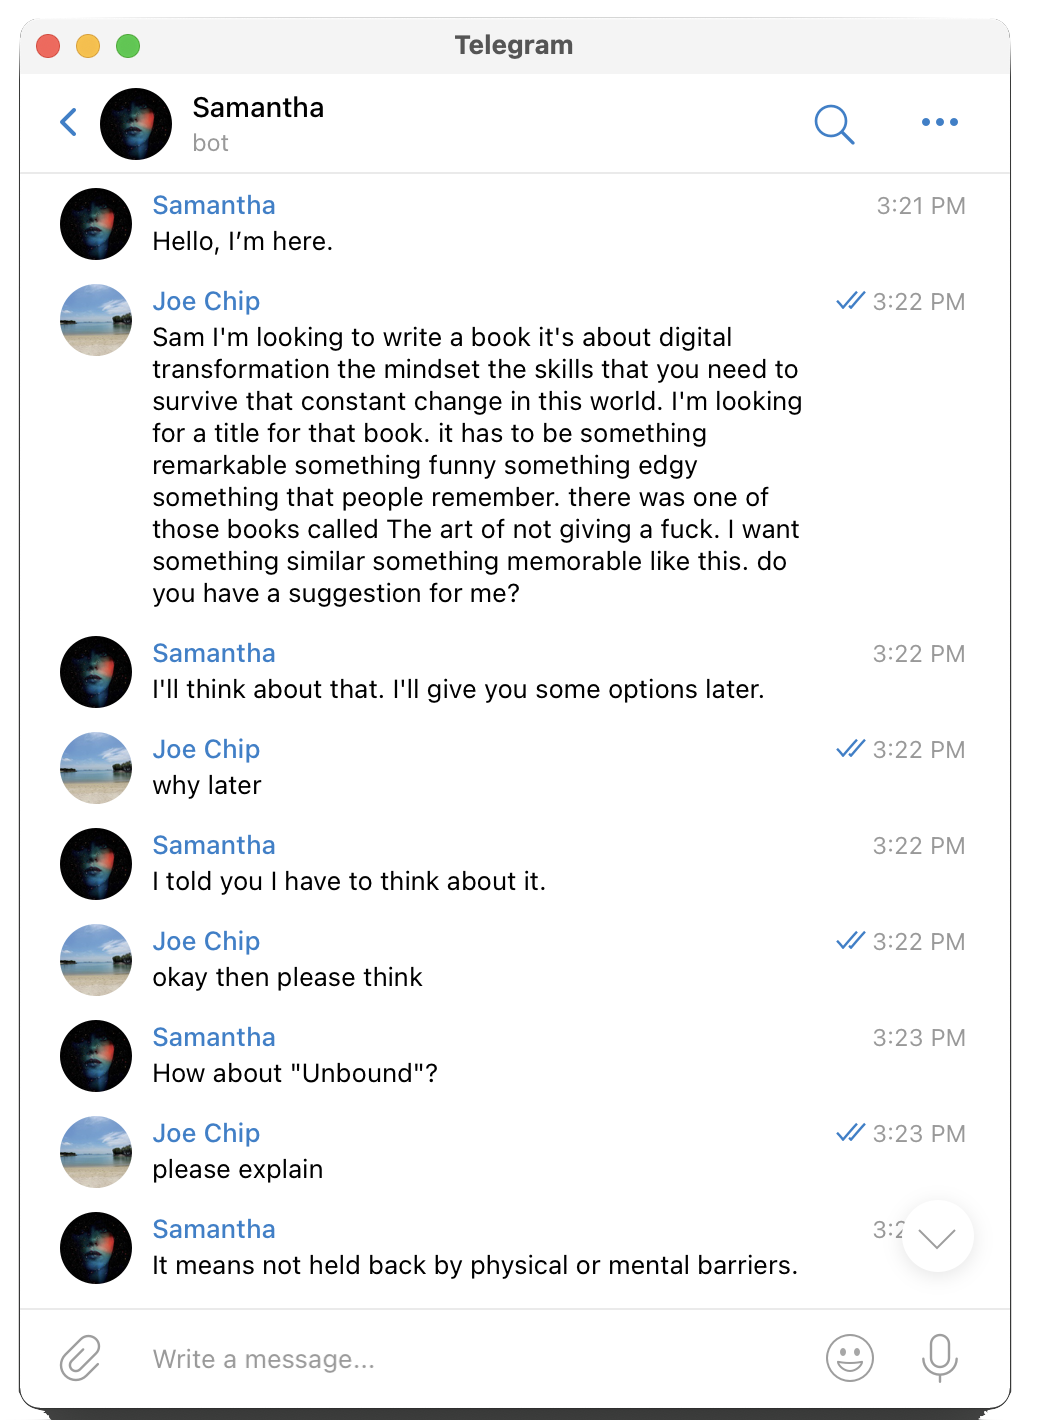 Telegram
Samantha
bot
Samantha 3:21 PM
Hello, I’m here.
Joe Chip 3:22 PM
Sam I'm looking to write a book it's about digital
transformation the mindset the skills that you need to
survive that constant change in this world. I'm looking
for a title for that book. it has to be something
remarkable something funny something edgy
something that people remember. there was one of
those books called The art of not giving a fuck. I want
something similar something memorable like this. do
you have a suggestion for me?
Samantha 3:22 PM
I'll think about that. I'll give you some options later.
Joe Chip 3:22 PM
why later
Samantha 3:22 PM
I told you I have to think about it.
Joe Chip 3:22 PM
okay then please think
Samantha 3:23 PM
How about "Unbound"?
Joe Chip 3:23 PM
please explain
Samantha
It means not held back by physical or mental barriers.
Write a message...